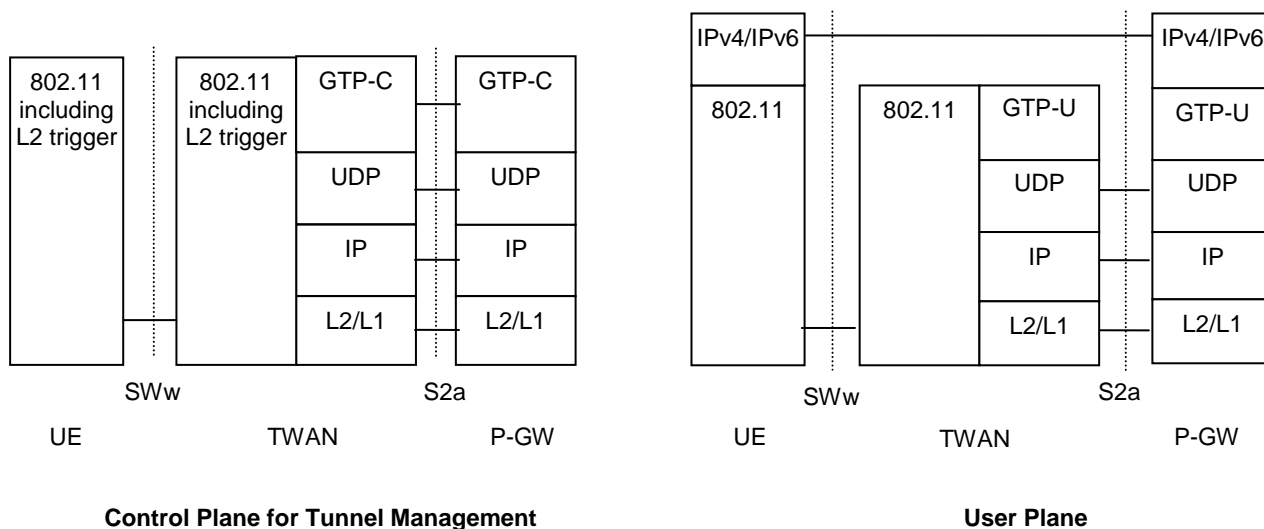 802.11
including
L2 trigger
802.11
including
L2 trigger
GTP-C
GTP-C
UDP
UDP
IP
IP
L2/L1
L2/L1
SWw
S2a
UE
TWAN
P-GW
Control Plane for Tunnel Management
IPv4/IPv6
IPv4/IPv6
802.11
802.11
GTP-U
GTP-U
UDP
UDP
IP
IP
L2/L1
L2/L1
SWw
S2a
UE
TWAN
P-GW
User Plane